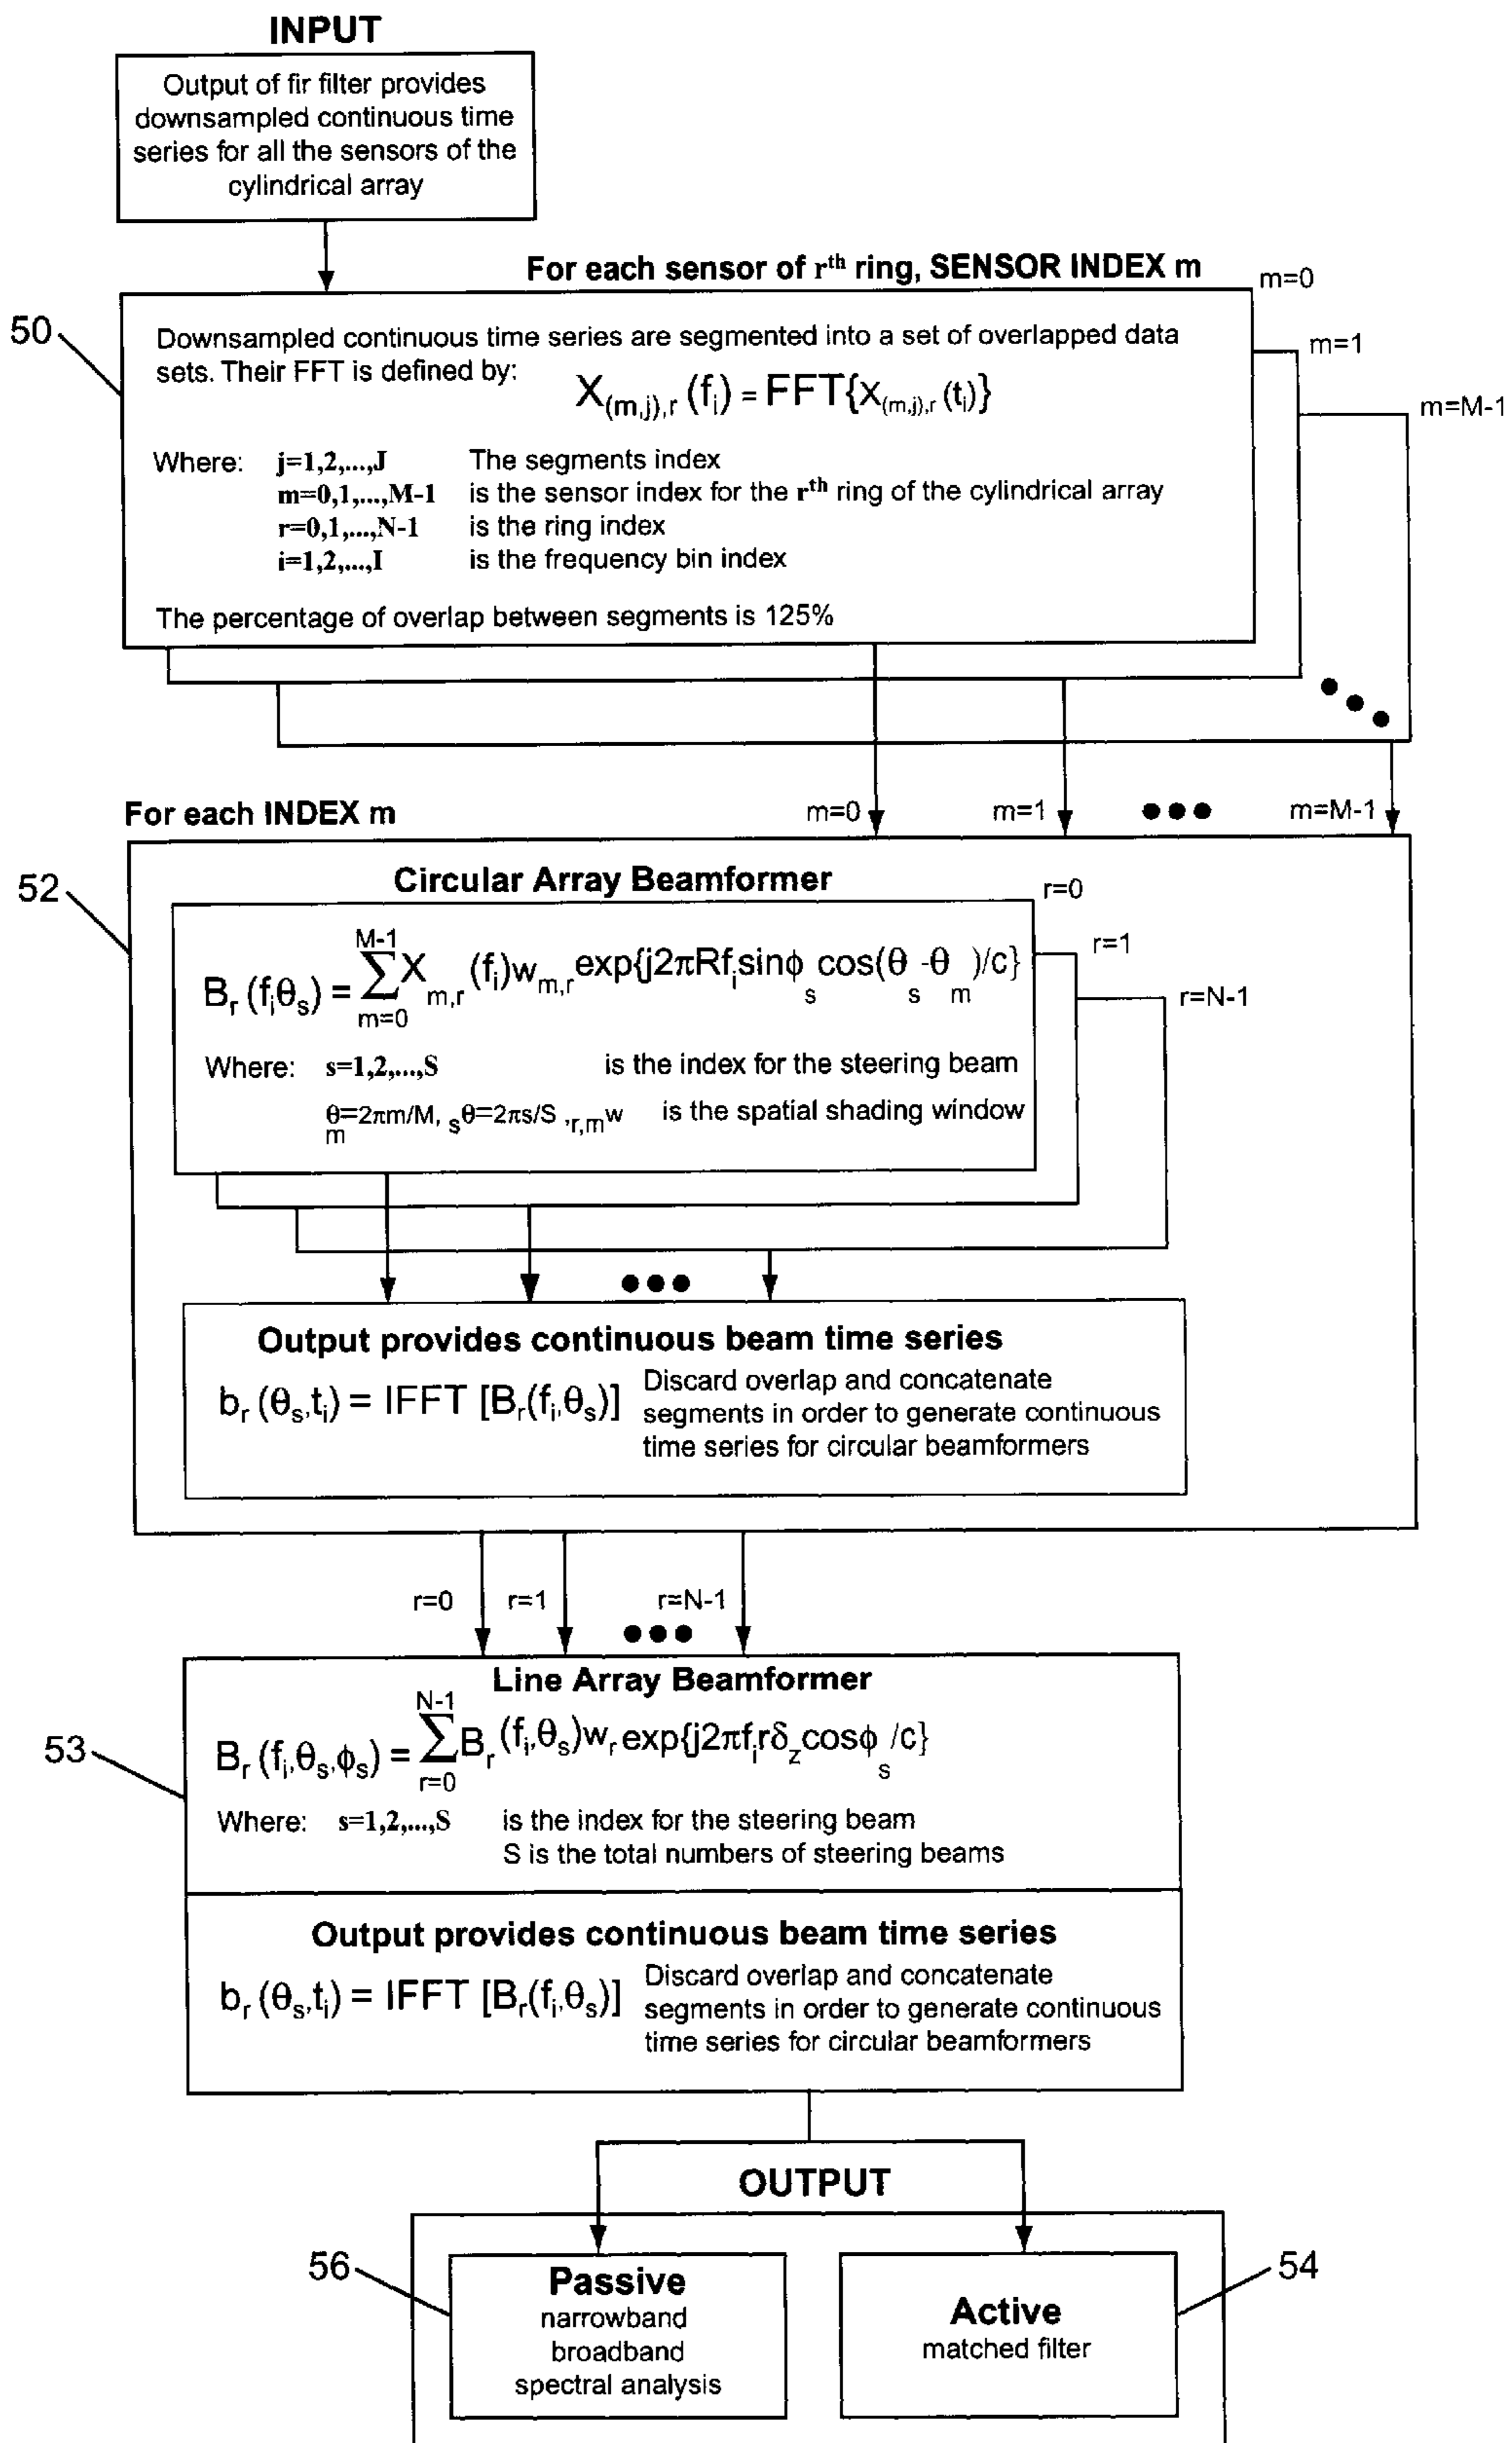 INPUT
Output of fir filter provides
downsampled continuous time
series for all the sensors of the
cylindrical array
For each sensor of rᵗʰ ring, SENSOR INDEX m
m=0
m=1
m=M-1
50
Downsampled continuous time series are segmented into a set of overlapped data
sets. Their FFT is defined by:
X(m,j),r (fi) = FFT{X(m,j),r (ti)}
Where: j=1,2,...,J The segments index
m=0,1,...,M-1 is the sensor index for the rᵗʰ ring of the cylindrical array
r=0,1,...,N-1 is the ring index
i=1,2,...,I is the frequency bin index
The percentage of overlap between segments is 125%
For each INDEX m
m=0 m=1 ●●● m=M-1
52
Circular Array Beamformer
r=0
r=1
r=N-1
Br (fiθs) = M-1 Σ m=0 Xm,r (fi)wm,r exp{j2πRfisinϕs cos(θs-θm)/c}
Where: s=1,2,...,S is the index for the steering beam
θm=2πm/M, sθ=2πs/S ,r,mw is the spatial shading window
●●●
Output provides continuous beam time series
br (θs,ti) = IFFT [Br(fi,θs)] Discard overlap and concatenate
segments in order to generate continuous
time series for circular beamformers
r=0 r=1 r=N-1
●●●
53
Line Array Beamformer
Br (fi,θs,ϕs) = N-1 Σ r=0 Br (fi,θs)wr exp{j2πfirδzcosϕs/c}
Where: s=1,2,...,S is the index for the steering beam
S is the total numbers of steering beams
Output provides continuous beam time series
br (θs,ti) = IFFT [Br(fi,θs)] Discard overlap and concatenate
segments in order to generate continuous
time series for circular beamformers
OUTPUT
56
54
Passive
narrowband
broadband
spectral analysis
Active
matched filter